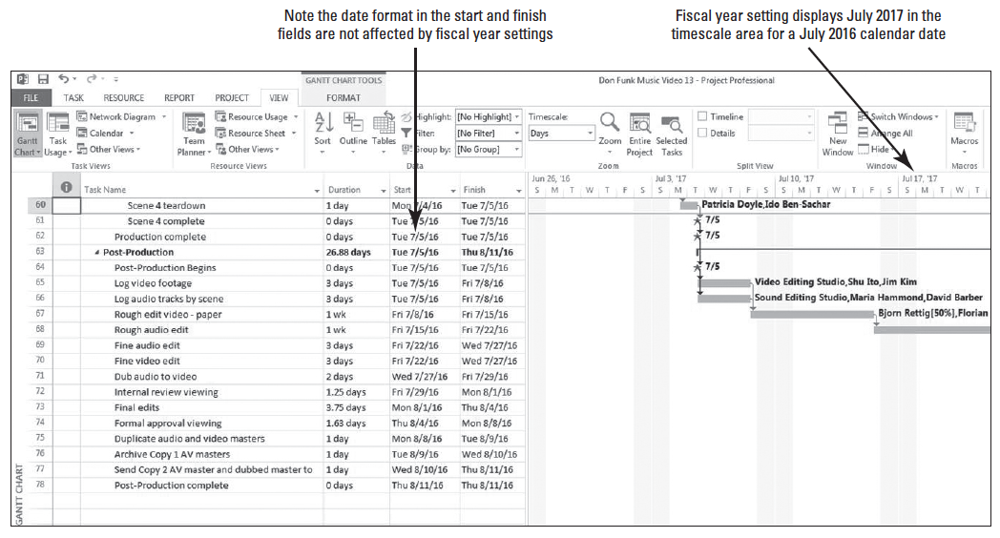 Note the date format in the start and finish
fields are not affected by fiscal year settings
Fiscal year setting displays July 2017 in the
timescale area for a July 2016 calendar date
GANTT CHART TOOLS
Don Funk Music Video 13 - Project Professional
FILE TASK RESOURCE REPORT PROJECT VIEW FORMAT
Network Diagram Resource Usage Highlight: [No Highlight] Timescale: Timeline Switch Windows
Calendar Resource Sheet Filter: [No Filter] Days Details Arrange All
Gantt Chart Task Usage Other Views Team Planner Other Views Sort Outline Tables Group by: [No Group] Zoom Entire Project Selected Tasks New Window Hide Macros
Task Views Resource Views Data Zoom Split View Window Macros
Jun 26, '16 Jul 3, '17 Jul 10, '17 Jul 17, '17
Task Name Duration Start Finish S M T W T F S S M T W T F S S M T W T F S S M T W T
60 Scene 4 teardown 1 day Mon 7/4/16 Tue 7/5/16 Patricia Doyle,Ido Ben-Sachar
61 Scene 4 complete 0 days Tue 7/5/16 Tue 7/5/16 7/5
62 Production complete 0 days Tue 7/5/16 Tue 7/5/16 7/5
63 Post-Production 26.88 days Tue 7/5/16 Thu 8/11/16
64 Post-Production Begins 0 days Tue 7/5/16 Tue 7/5/16 7/5
65 Log video footage 3 days Tue 7/5/16 Fri 7/8/16 Video Editing Studio,Shu Ito,Jim Kim
66 Log audio tracks by scene 3 days Tue 7/5/16 Fri 7/8/16 Sound Editing Studio,Maria Hammond,David Barber
67 Rough edit video - paper 1 wk Fri 7/8/16 Fri 7/15/16 Bjorn Rettig[50%],Florian
68 Rough audio edit 1 wk Fri 7/15/16 Fri 7/22/16
69 Fine audio edit 3 days Fri 7/22/16 Wed 7/27/16
70 Fine video edit 3 days Fri 7/22/16 Wed 7/27/16
71 Dub audio to video 2 days Wed 7/27/16 Fri 7/29/16
72 Internal review viewing 1.25 days Fri 7/29/16 Mon 8/1/16
73 Final edits 3.75 days Mon 8/1/16 Thu 8/4/16
74 Formal approval viewing 1.63 days Thu 8/4/16 Mon 8/8/16
75 Duplicate audio and video masters 1 day Mon 8/8/16 Tue 8/9/16
76 Archive Copy 1 AV masters 1 day Tue 8/9/16 Wed 8/10/16
77 Send Copy 2 AV master and dubbed master to 1 day Wed 8/10/16 Thu 8/11/16
78 Post-Production complete 0 days Thu 8/11/16 Thu 8/11/16
GANTT CHART